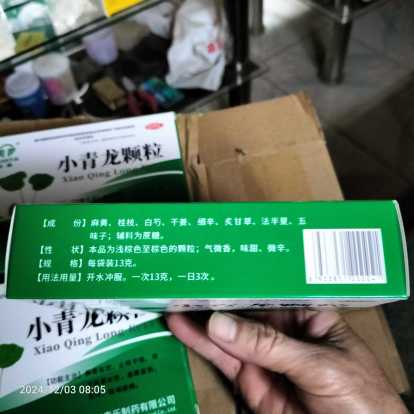 小青龙颗粒
Xiao Qing Long
【成　份】麻黄、桂枝、白芍、干姜、细辛、炙甘草、法半夏、五
味子；辅料为蔗糖。
【性　状】本品为浅棕色至棕色的颗粒；气微香，味甜、微辛。
【规　格】每袋装13克。
【用法用量】开水冲服。一次13克，一日3次。
小青龙颗粒
Xiao Qing Long
2024/12/03 08:05